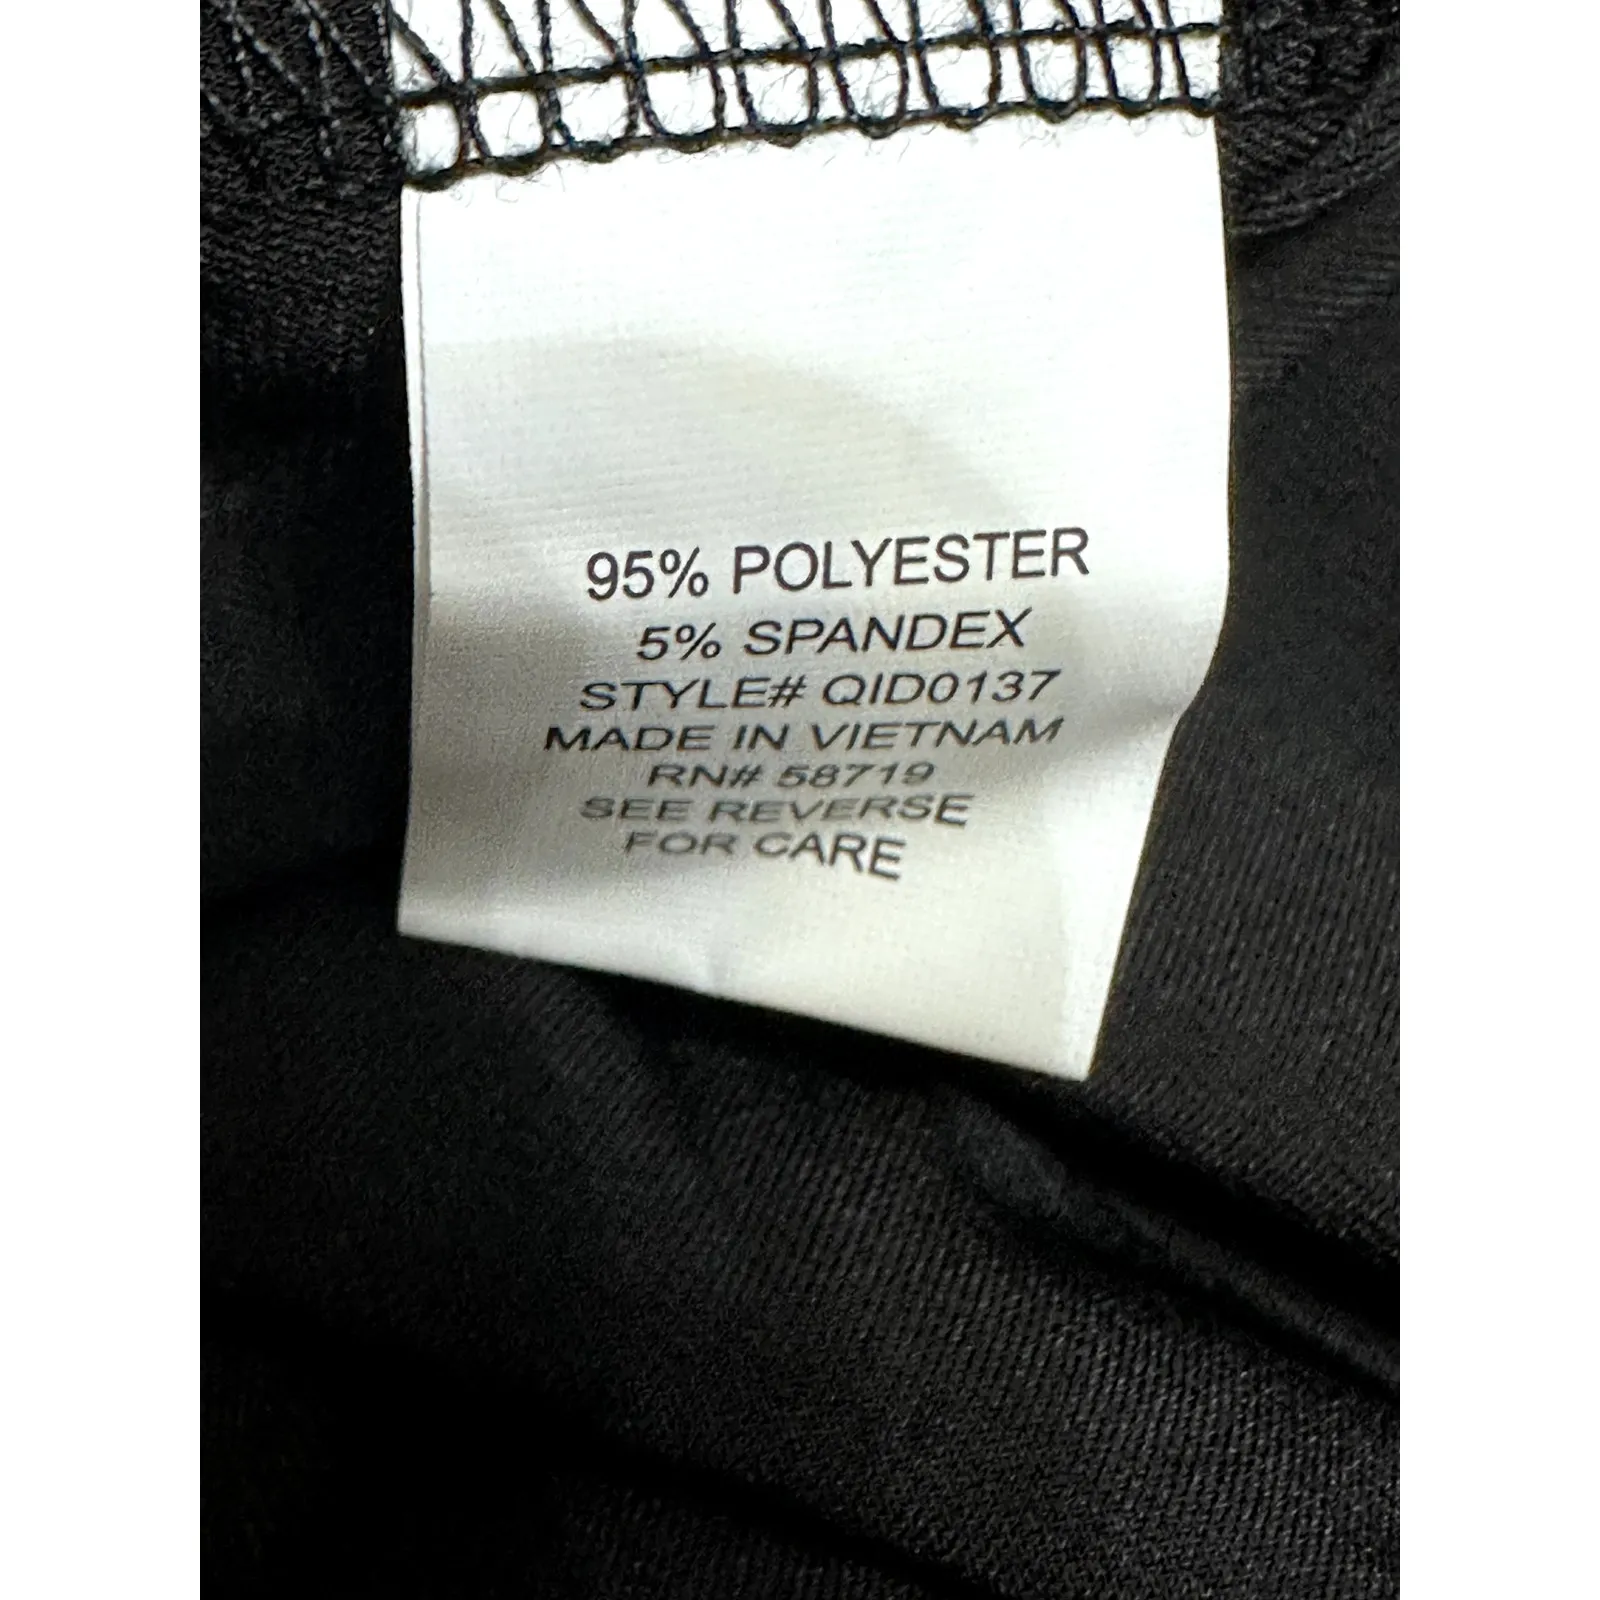 95% POLYESTER
5% SPANDEX
STYLE# QID0137
MADE IN VIETNAM
RN# 58719
SEE REVERSE
FOR CARE